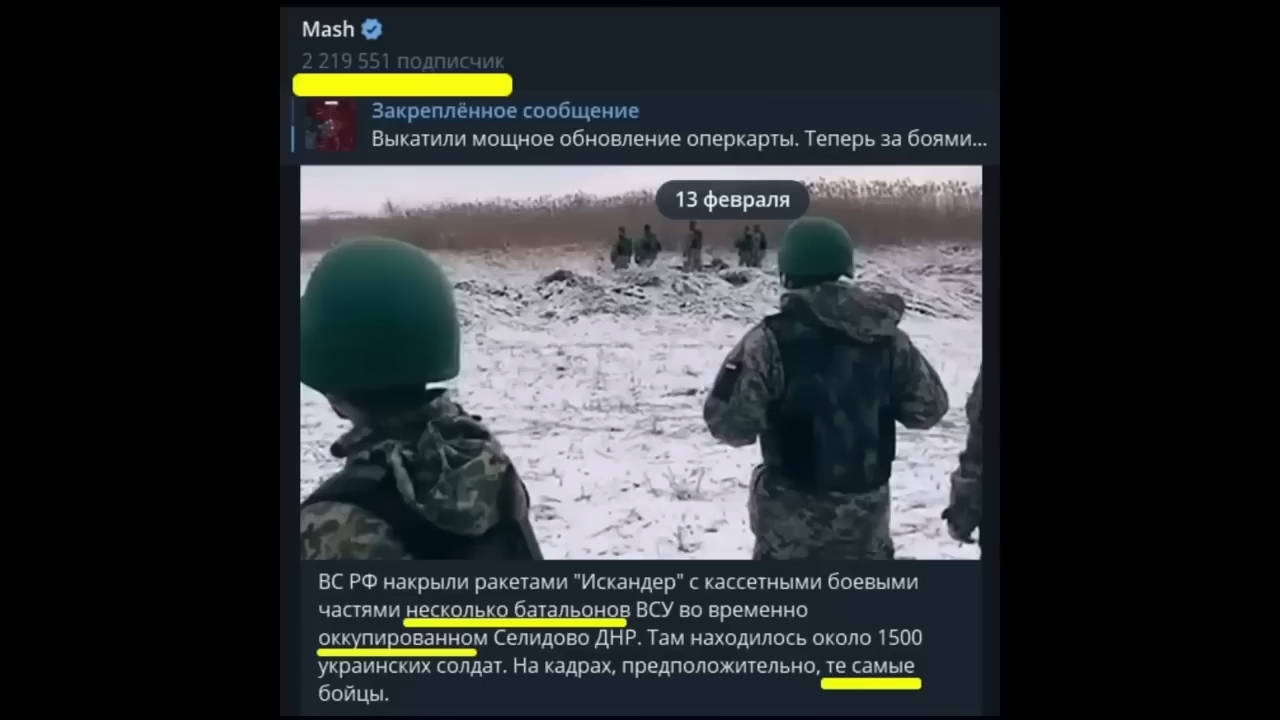 Mash
2 219 551 подписчик
Закреплённое сообщение
Выкатили мощное обновление оперкарты. Теперь за боями...
13 февраля
ВС РФ накрыли ракетами "Искандер" с кассетными боевыми
частями несколько батальонов ВСУ во временно
оккупированном Селидово ДНР. Там находилось около 1500
украинских солдат. На кадрах, предположительно, те самые
бойцы.